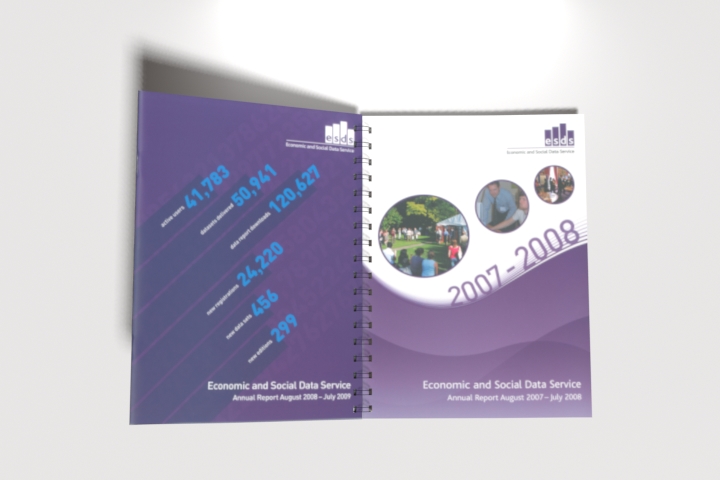 esds
Economic and Social Data Service
active users 41,783
datasets delivered 50,941
data report downloads 120,627
new registrations 24,220
new data sets 456
new editions 299
Economic and Social Data Service
Annual Report August 2008 – July 2009
esds
Economic and Social Data Service
2007-2008
Economic and Social Data Service
Annual Report August 2007 – July 2008